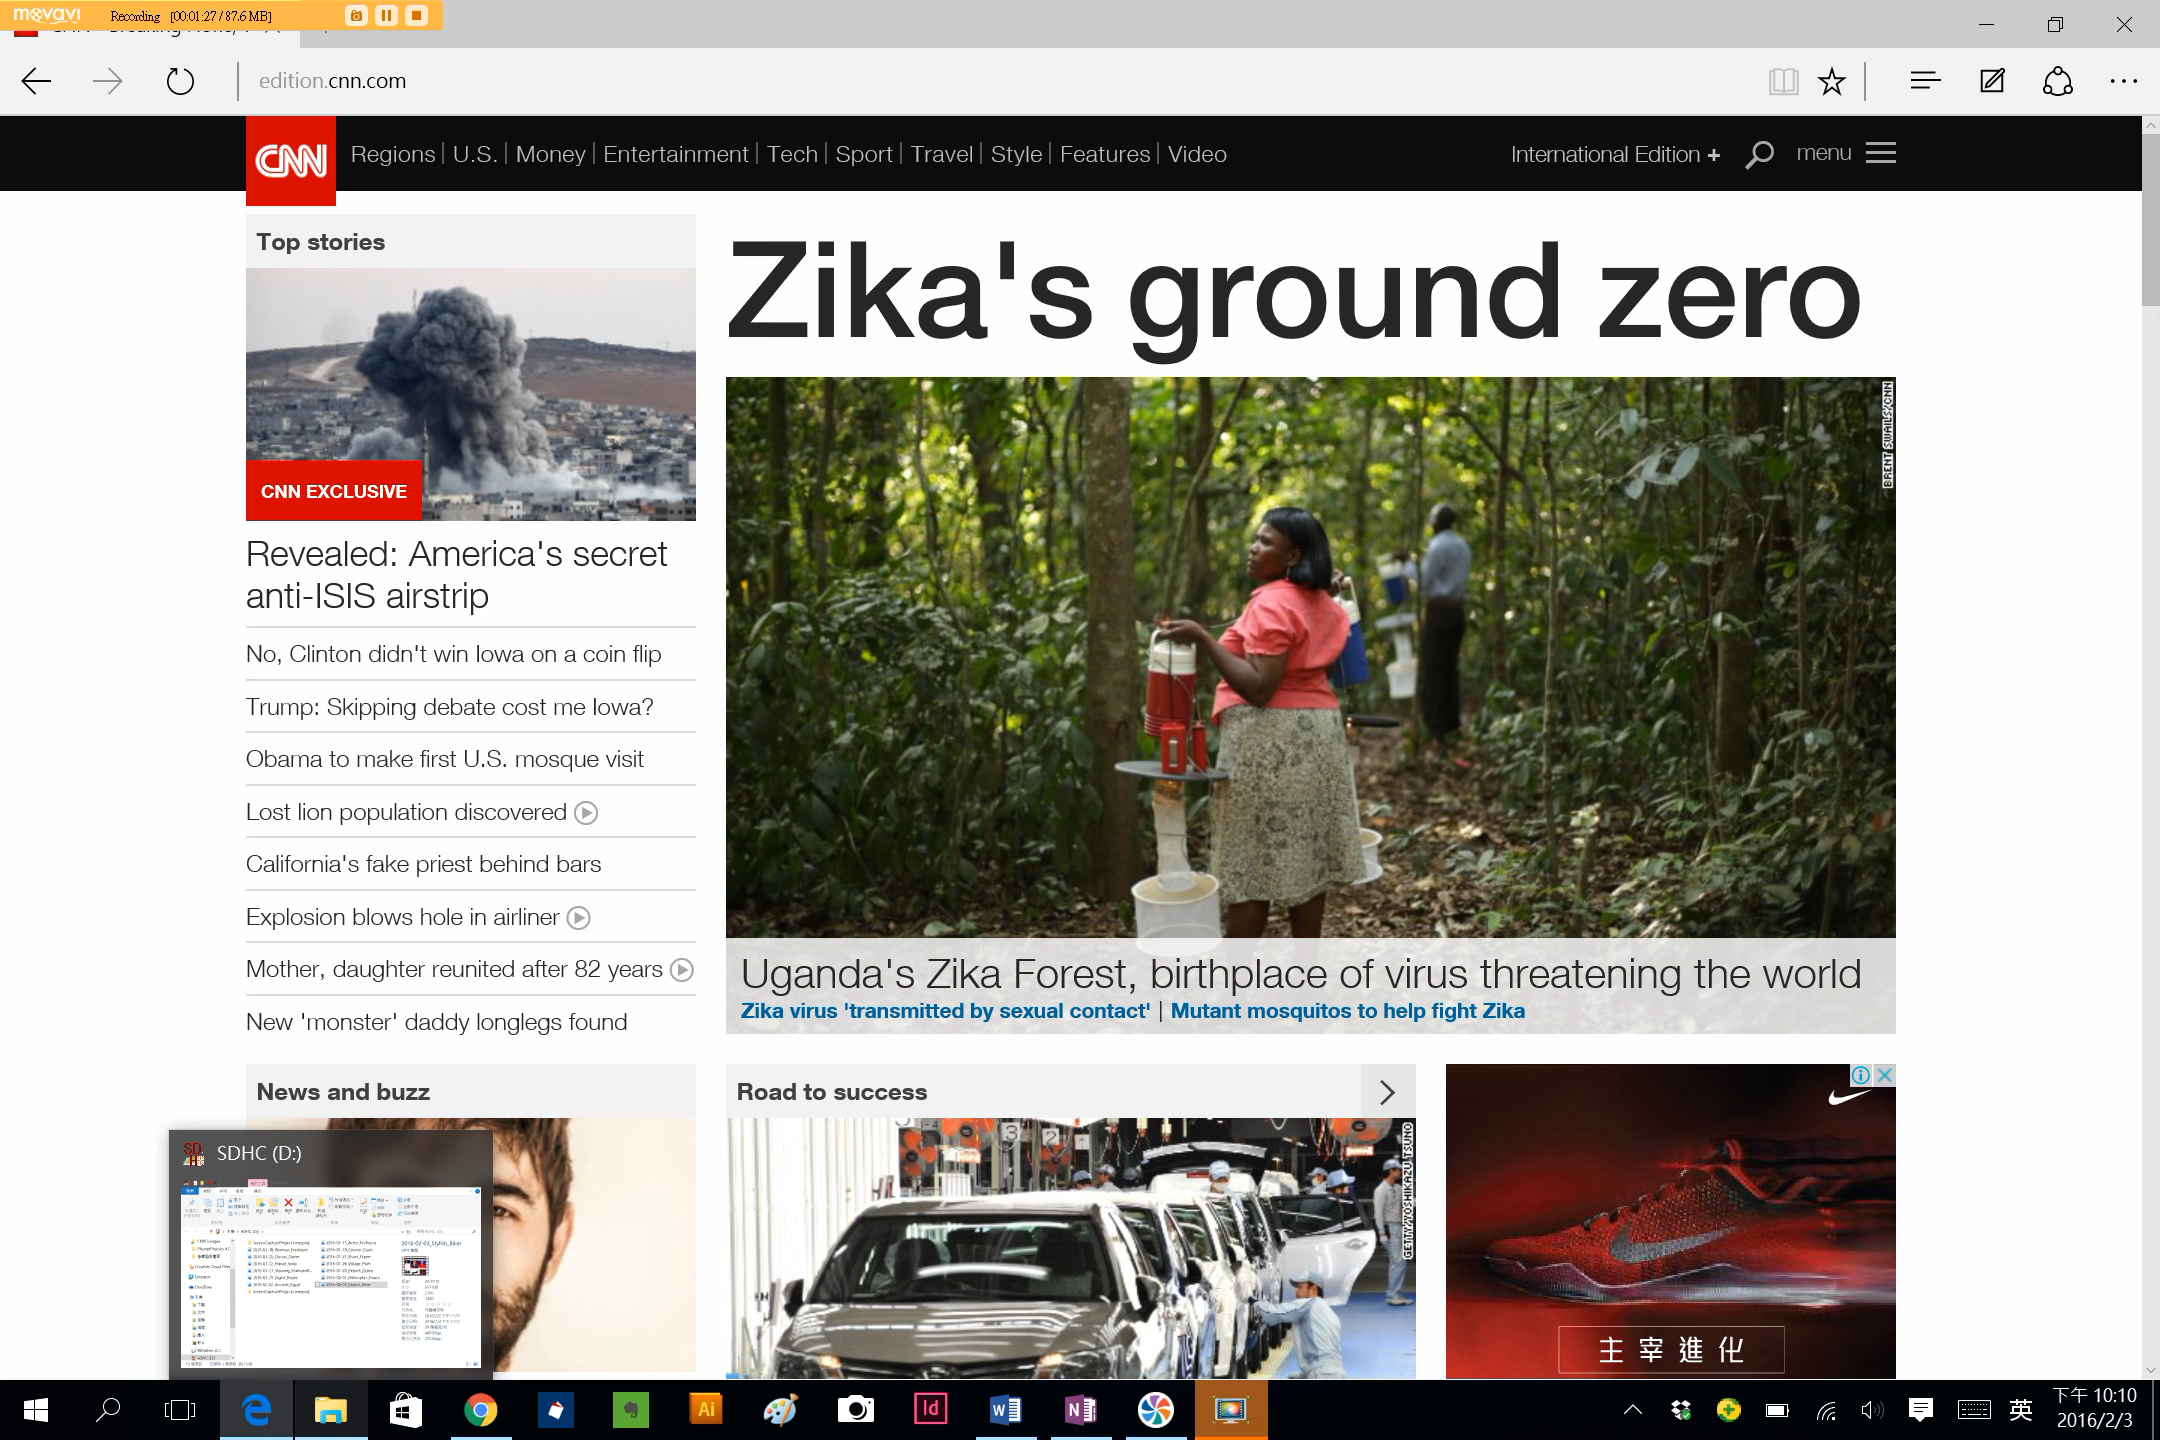 movavi Recording [00:01:27 / 87.6 MB]
edition.cnn.com
CNN Regions U.S. Money Entertainment Tech Sport Travel Style Features Video International Edition + menu
Top stories
CNN EXCLUSIVE
Revealed: America's secret
anti-ISIS airstrip
No, Clinton didn't win Iowa on a coin flip
Trump: Skipping debate cost me Iowa?
Obama to make first U.S. mosque visit
Lost lion population discovered
California's fake priest behind bars
Explosion blows hole in airliner
Mother, daughter reunited after 82 years
New 'monster' daddy longlegs found
Zika's ground zero
BRENT SWAILS/CNN
Uganda's Zika Forest, birthplace of virus threatening the world
Zika virus 'transmitted by sexual contact' | Mutant mosquitos to help fight Zika
News and buzz
Road to success
GETTY/YOSHIKAZU TSUNO
主宰進化
SDHC (D:)
Ai
Id
W
N
英
下午 10:10
2016/2/3